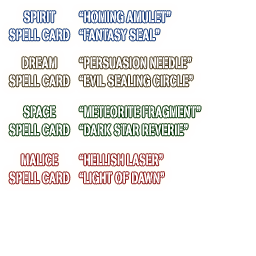 SPIRIT "HOMING AMULET"
SPELL CARD "FANTASY SEAL"
DREAM "PERSUASION NEEDLE"
SPELL CARD "EVIL SEALING CIRCLE"
SPACE "METEORITE FRAGMENT"
SPELL CARD "DARK STAR REVERIE"
MALICE "HELLISH LASER"
SPELL CARD "LIGHT OF DAWN"